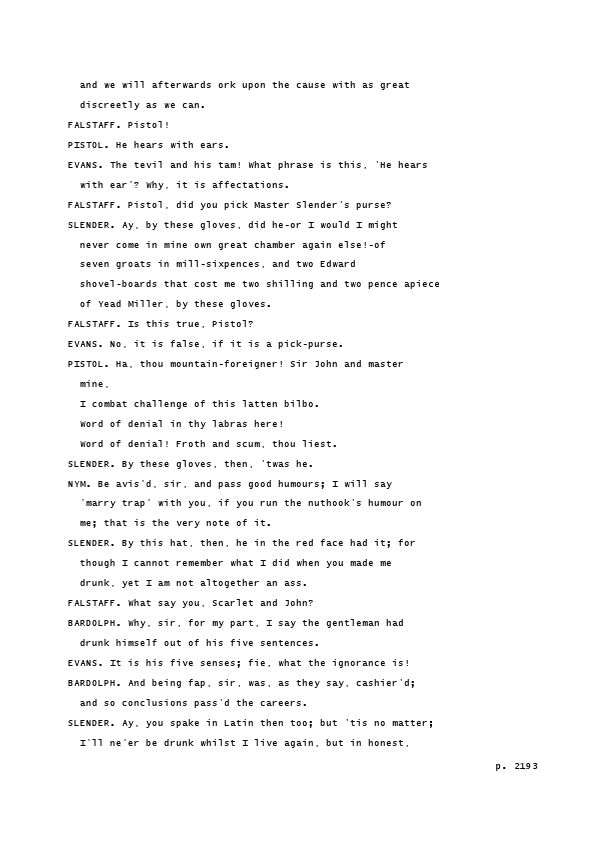 and we will afterwards ork upon the cause with as great
discreetly as we can.
FALSTAFF. Pistol!
PISTOL. He hears with ears.
EVANS. The tevil and his tam! What phrase is this, 'He hears
with ear'? Why, it is affectations.
FALSTAFF. Pistol, did you pick Master Slender's purse?
SLENDER. Ay, by these gloves, did he-or I would I might
never come in mine own great chamber again else!-of
seven groats in mill-sixpences, and two Edward
shovel-boards that cost me two shilling and two pence apiece
of Yead Miller, by these gloves.
FALSTAFF. Is this true, Pistol?
EVANS. No, it is false, if it is a pick-purse.
PISTOL. Ha, thou mountain-foreigner! Sir John and master
mine,
I combat challenge of this latten bilbo.
Word of denial in thy labras here!
Word of denial! Froth and scum, thou liest.
SLENDER. By these gloves, then, 'twas he.
NYM. Be avis'd, sir, and pass good humours; I will say
'marry trap' with you, if you run the nuthook's humour on
me; that is the very note of it.
SLENDER. By this hat, then, he in the red face had it; for
though I cannot remember what I did when you made me
drunk, yet I am not altogether an ass.
FALSTAFF. What say you, Scarlet and John?
BARDOLPH. Why, sir, for my part, I say the gentleman had
drunk himself out of his five sentences.
EVANS. It is his five senses; fie, what the ignorance is!
BARDOLPH. And being fap, sir, was, as they say, cashier'd;
and so conclusions pass'd the careers.
SLENDER. Ay, you spake in Latin then too; but 'tis no matter;
I'll ne'er be drunk whilst I live again, but in honest,
p. 2193